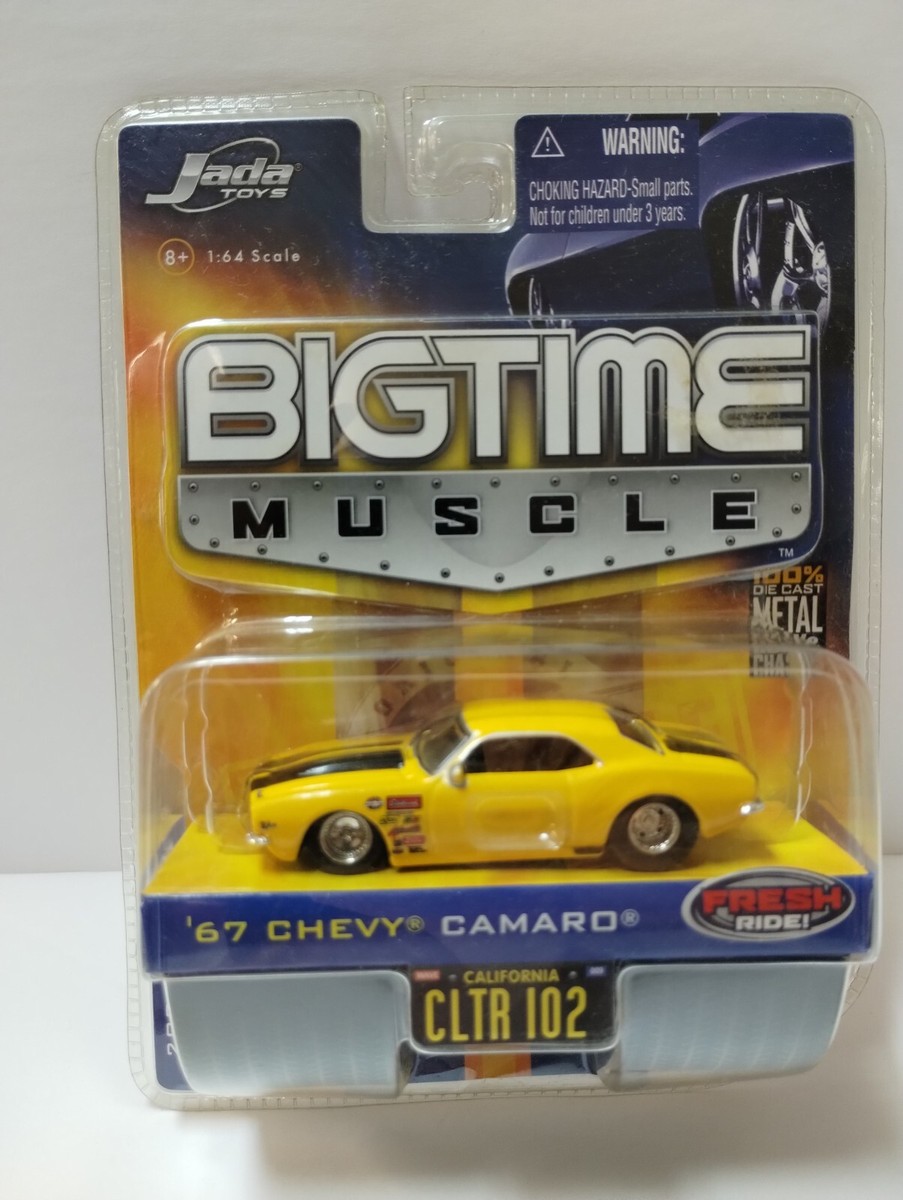 Jada®
TOYS
WARNING:
CHOKING HAZARD-Small parts.
Not for children under 3 years.
8+ 1:64 Scale
BIGTIME
MUSCLE
TM
100%
DIE CAST
METAL
'67 CHEVY® CAMARO®
FRESH
RIDE!
CALIFORNIA
CLTR 102